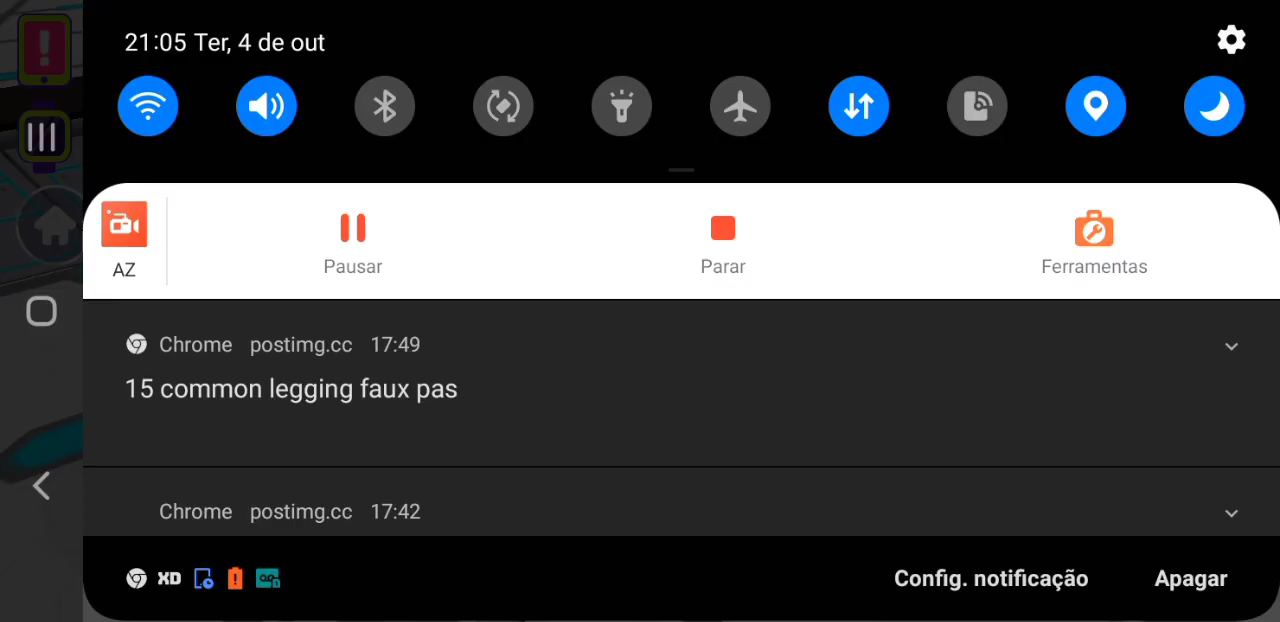 21:05 Ter, 4 de out
AZ
Pausar
Parar
Ferramentas
Chrome postimg.cc 17:49
15 common legging faux pas
Chrome postimg.cc 17:42
XD
Config. notificação
Apagar